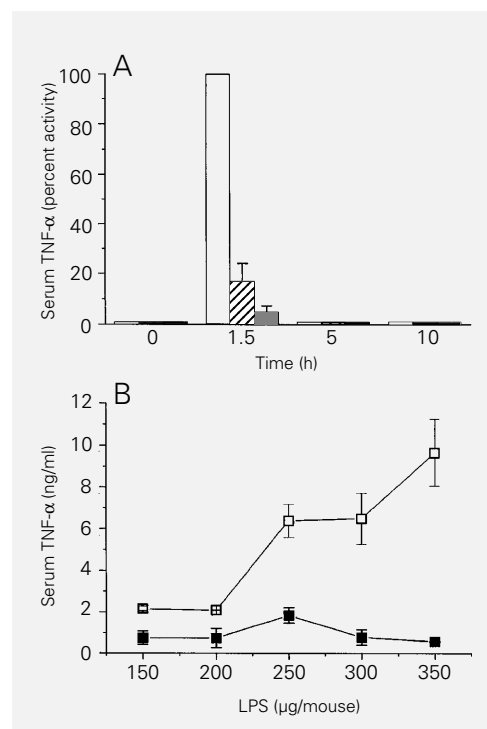 A
Serum TNF-α (percent activity)
100
80
60
40
20
0
0 1.5 5 10
Time (h)
B
Serum TNF-α (ng/ml)
12
10
8
6
4
2
0
150 200 250 300 350
LPS (µg/mouse)